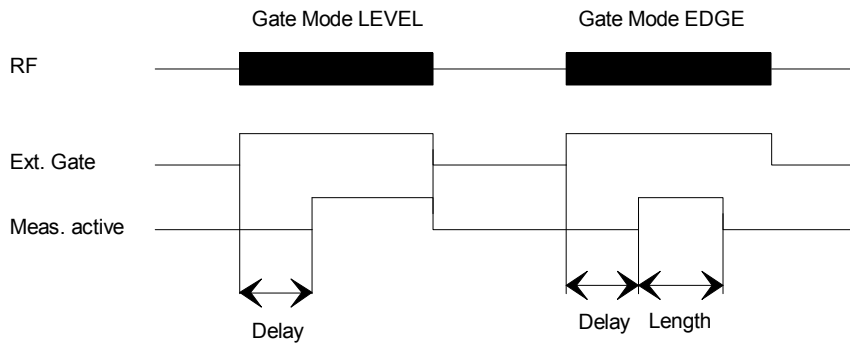 Gate Mode LEVEL
Gate Mode EDGE
RF
Ext. Gate
Meas. active
Delay
Delay
Length